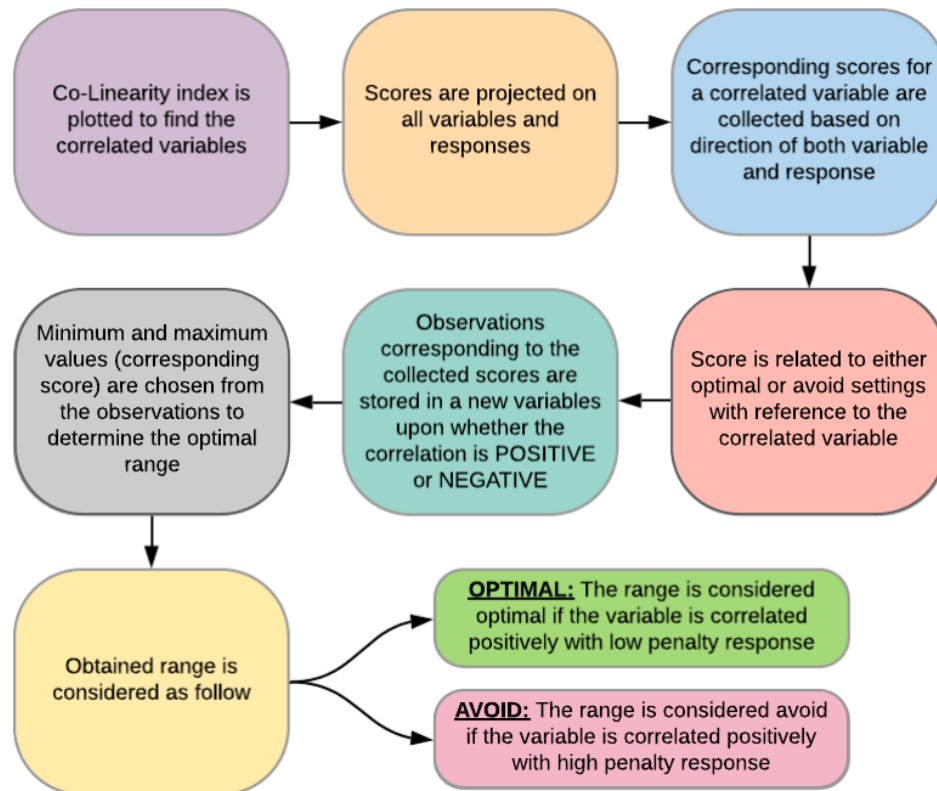 Co-Linearity index is
plotted to find the
correlated variables
Scores are projected on
all variables and
responses
Corresponding scores for
a correlated variable are
collected based on
direction of both variable
and response
Score is related to either
optimal or avoid settings
with reference to the
correlated variable
Observations
corresponding to the
collected scores are
stored in a new variables
upon whether the
correlation is POSITIVE
or NEGATIVE
Minimum and maximum
values (corresponding
score) are chosen from
the observations to
determine the optimal
range
Obtained range is
considered as follow
OPTIMAL: The range is considered
optimal if the variable is correlated
positively with low penalty response
AVOID: The range is considered avoid
if the variable is correlated positively
with high penalty response